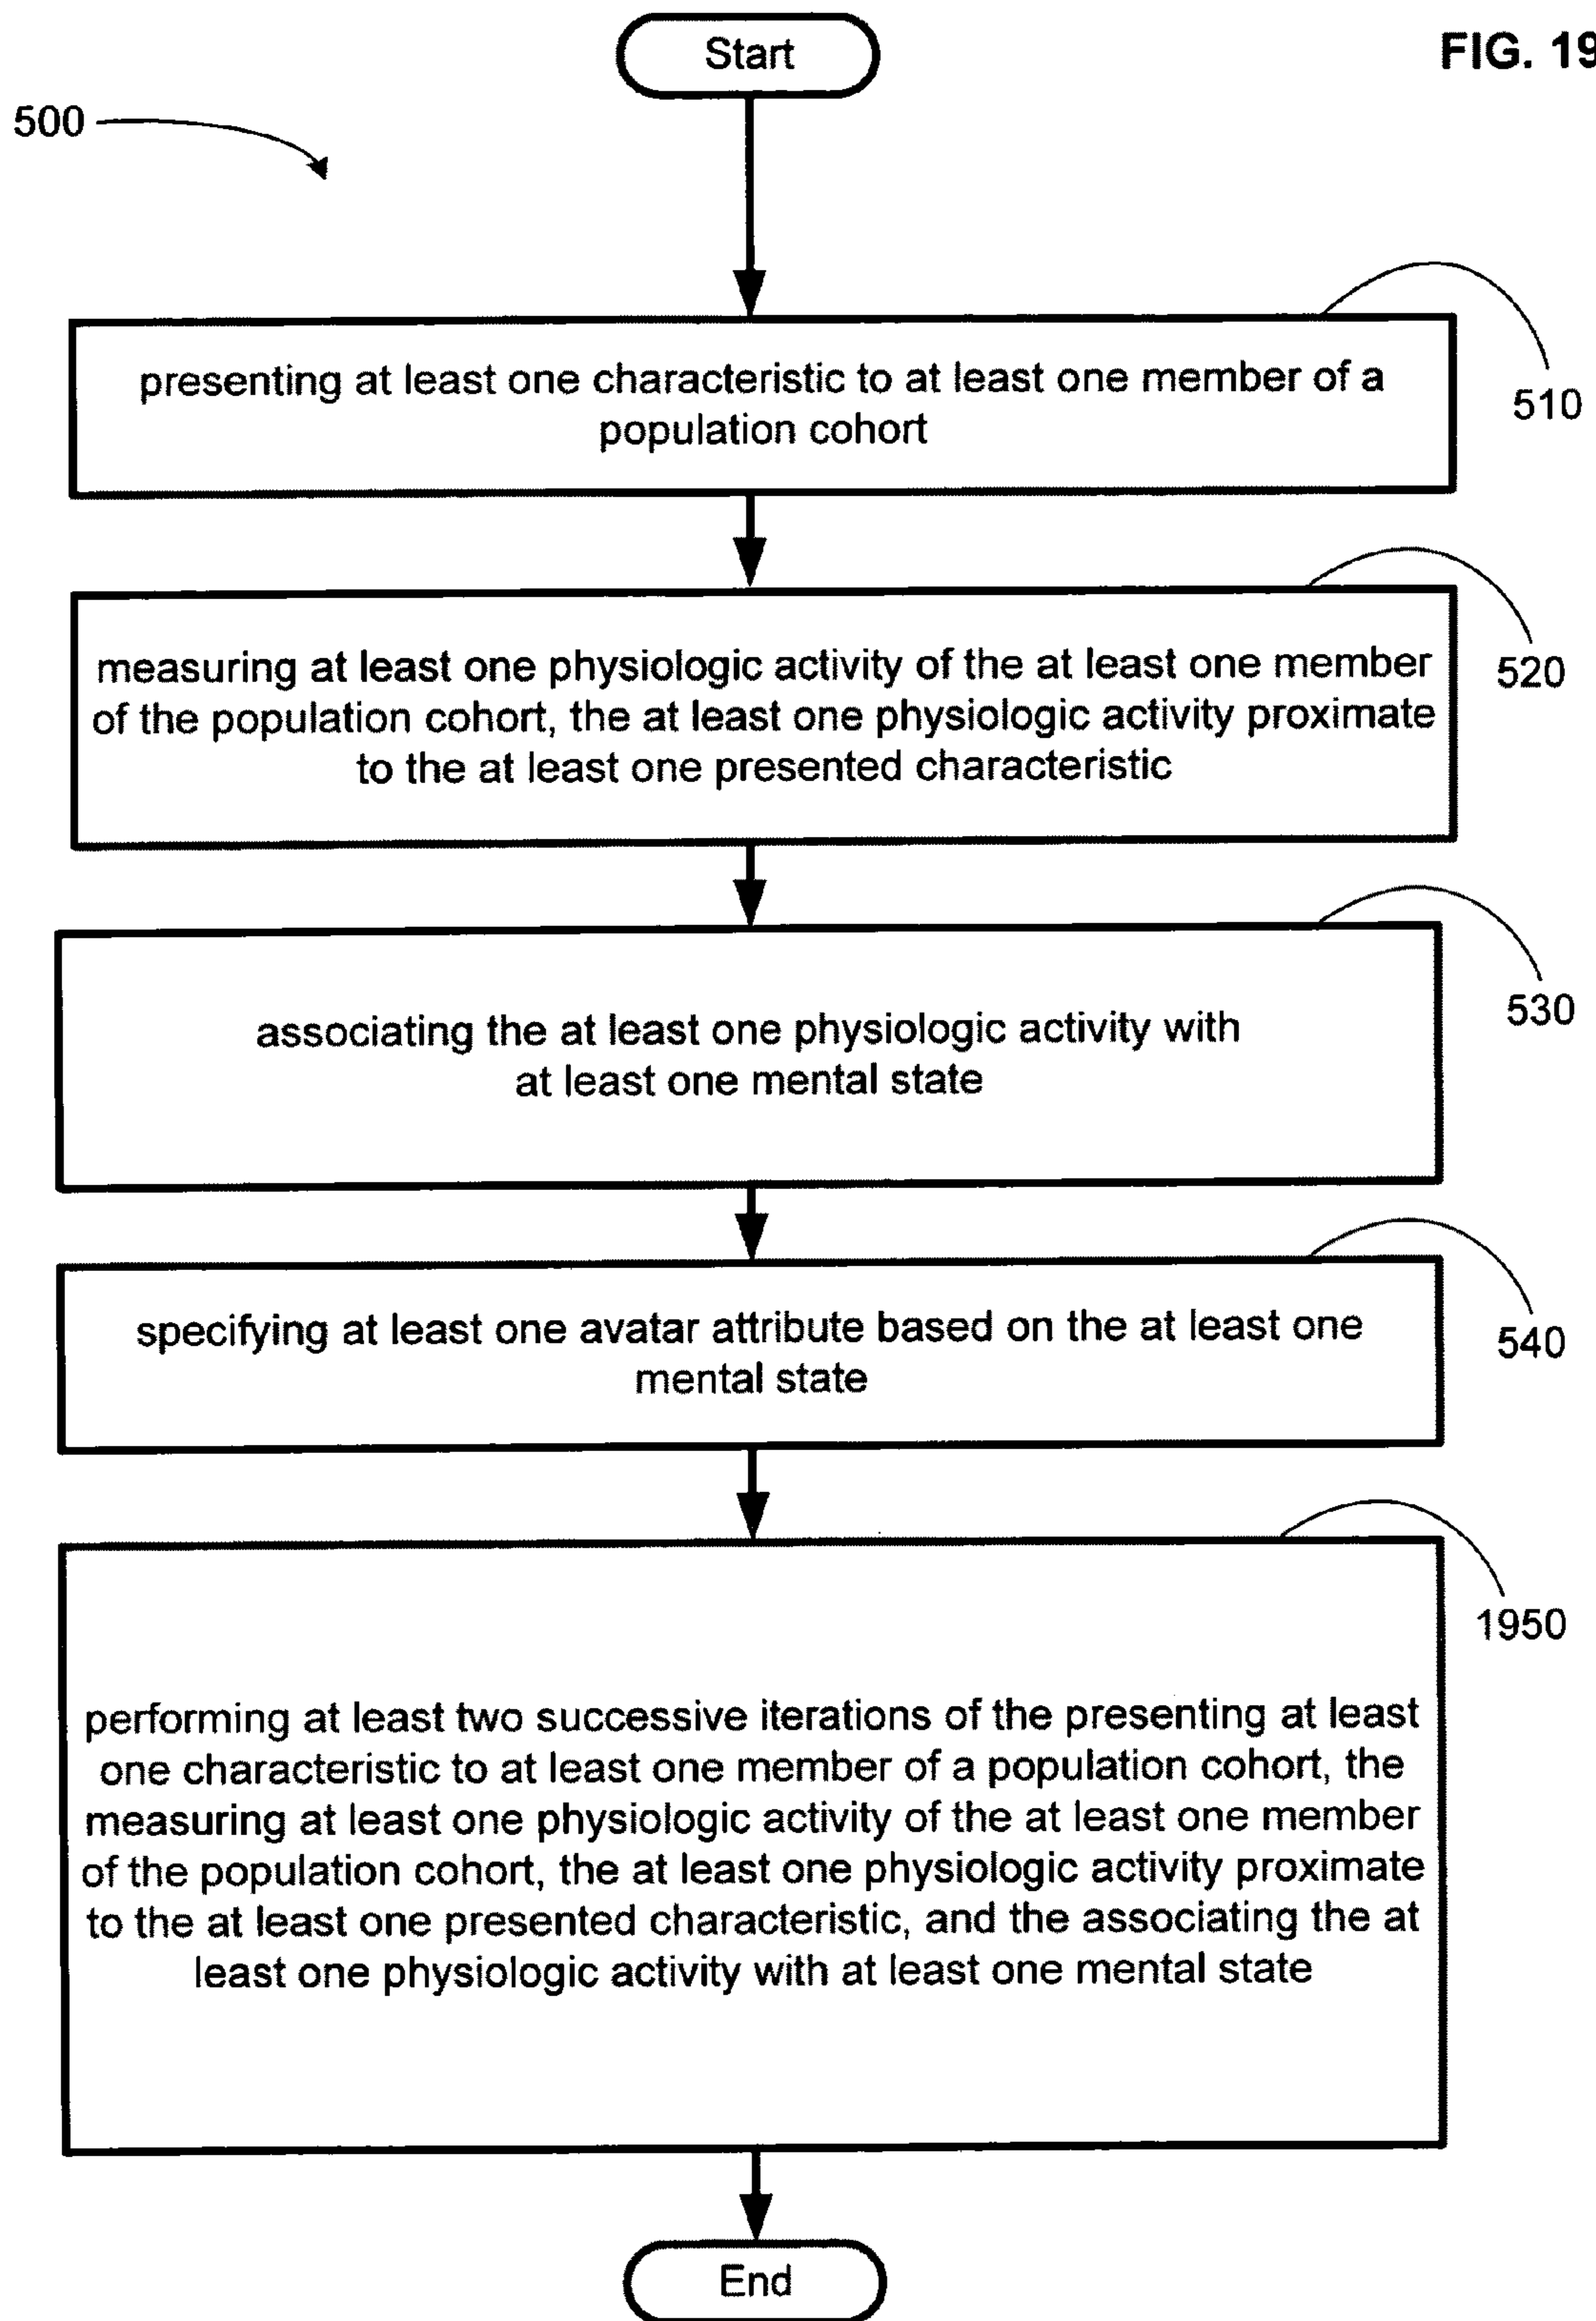 Start
FIG. 19
500
presenting at least one characteristic to at least one member of a
population cohort
510
measuring at least one physiologic activity of the at least one member
of the population cohort, the at least one physiologic activity proximate
to the at least one presented characteristic
520
associating the at least one physiologic activity with
at least one mental state
530
specifying at least one avatar attribute based on the at least one
mental state
540
performing at least two successive iterations of the presenting at least
one characteristic to at least one member of a population cohort, the
measuring at least one physiologic activity of the at least one member
of the population cohort, the at least one physiologic activity proximate
to the at least one presented characteristic, and the associating the at
least one physiologic activity with at least one mental state
1950
End